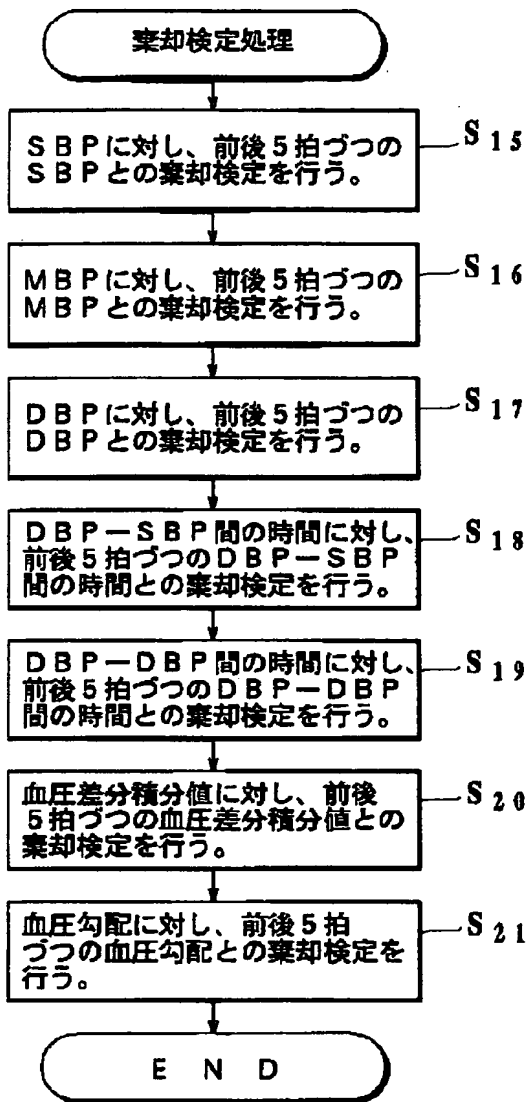 棄却検定処理
ＳＢＰに対し、前後５拍づつの
ＳＢＰとの棄却検定を行う。
S15
ＭＢＰに対し、前後５拍づつの
ＭＢＰとの棄却検定を行う。
S16
ＤＢＰに対し、前後５拍づつの
ＤＢＰとの棄却検定を行う。
S17
ＤＢＰ－ＳＢＰ間の時間に対し、
前後５拍づつのＤＢＰ－ＳＢＰ
間の時間との棄却検定を行う。
S18
ＤＢＰ－ＤＢＰ間の時間に対し、
前後５拍づつのＤＢＰ－ＤＢＰ
間の時間との棄却検定を行う。
S19
血圧差分積分値に対し、前後
５拍づつの血圧差分積分値との
棄却検定を行う。
S20
血圧勾配に対し、前後５拍
づつの血圧勾配との棄却検定を
行う。
S21
ＥＮＤ